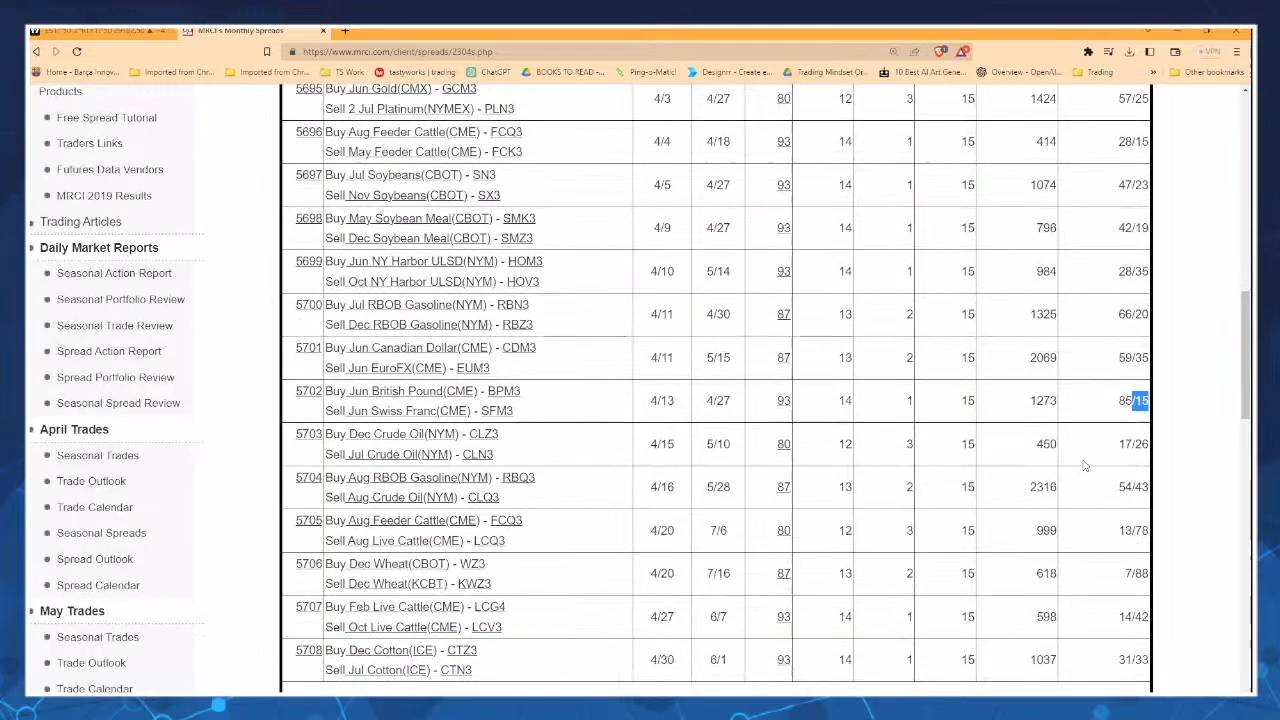 MRCI's Monthly Spreads
https://www.mrci.com/client/spreads/2304s.php
VPN
Home - Barça Innov... Imported from Chr... Imported from Chr... TS Work tastyworks | trading ChatGPT BOOKS TO READ -... Ping-o-Matic! Designrr - Create e... Trading Mindset Or... 10 Best AI Art Gene... Overview - OpenAI... Trading » Other bookmarks
Products
Free Spread Tutorial
Traders Links
Futures Data Vendors
MRCI 2019 Results
Trading Articles
Daily Market Reports
Seasonal Action Report
Seasonal Portfolio Review
Seasonal Trade Review
Spread Action Report
Spread Portfolio Review
Seasonal Spread Review
April Trades
Seasonal Trades
Trade Outlook
Trade Calendar
Seasonal Spreads
Spread Outlook
Spread Calendar
May Trades
Seasonal Trades
Trade Outlook
Trade Calendar
5695 Buy Jun Gold(CMX) - GCM3
Sell 2 Jul Platinum(NYMEX) - PLN3 4/3 4/27 80 12 3 15 1424 57/25
5696 Buy Aug Feeder Cattle(CME) - FCQ3
Sell May Feeder Cattle(CME) - FCK3 4/4 4/18 93 14 1 15 414 28/15
5697 Buy Jul Soybeans(CBOT) - SN3
Sell Nov Soybeans(CBOT) - SX3 4/5 4/27 93 14 1 15 1074 47/23
5698 Buy May Soybean Meal(CBOT) - SMK3
Sell Dec Soybean Meal(CBOT) - SMZ3 4/9 4/27 93 14 1 15 796 42/19
5699 Buy Jun NY Harbor ULSD(NYM) - HOM3
Sell Oct NY Harbor ULSD(NYM) - HOV3 4/10 5/14 93 14 1 15 984 28/35
5700 Buy Jul RBOB Gasoline(NYM) - RBN3
Sell Dec RBOB Gasoline(NYM) - RBZ3 4/11 4/30 87 13 2 15 1325 66/20
5701 Buy Jun Canadian Dollar(CME) - CDM3
Sell Jun EuroFX(CME) - EUM3 4/11 5/15 87 13 2 15 2069 59/35
5702 Buy Jun British Pound(CME) - BPM3
Sell Jun Swiss Franc(CME) - SFM3 4/13 4/27 93 14 1 15 1273 85/15
5703 Buy Dec Crude Oil(NYM) - CLZ3
Sell Jul Crude Oil(NYM) - CLN3 4/15 5/10 80 12 3 15 450 17/26
5704 Buy Aug RBOB Gasoline(NYM) - RBQ3
Sell Aug Crude Oil(NYM) - CLQ3 4/16 5/28 87 13 2 15 2316 54/43
5705 Buy Aug Feeder Cattle(CME) - FCQ3
Sell Aug Live Cattle(CME) - LCQ3 4/20 7/6 80 12 3 15 999 13/78
5706 Buy Dec Wheat(CBOT) - WZ3
Sell Dec Wheat(KCBT) - KWZ3 4/20 7/16 87 13 2 15 618 7/88
5707 Buy Feb Live Cattle(CME) - LCG4
Sell Oct Live Cattle(CME) - LCV3 4/27 6/7 93 14 1 15 598 14/42
5708 Buy Dec Cotton(ICE) - CTZ3
Sell Jul Cotton(ICE) - CTN3 4/30 6/1 93 14 1 15 1037 31/33